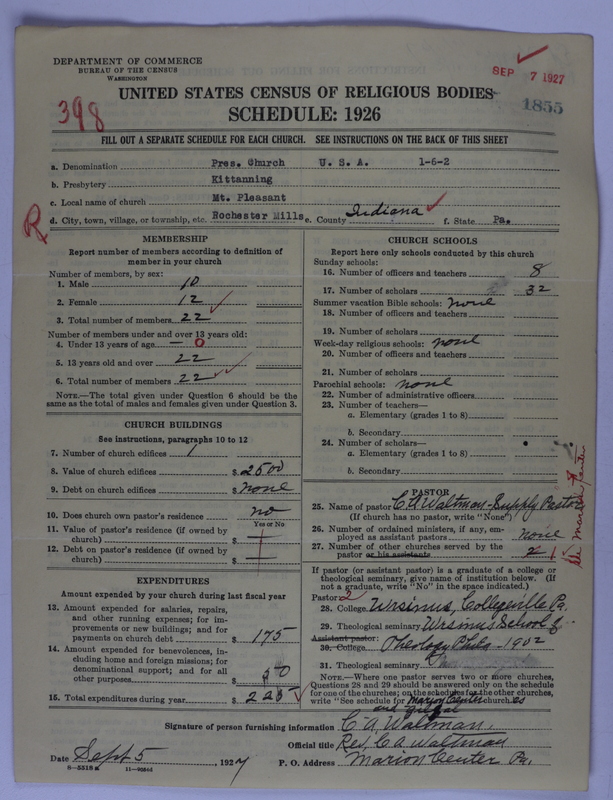 DEPARTMENT OF COMMERCE
BUREAU OF THE CENSUS
WASHINGTON
SEP 7 1927
398
1855
UNITED STATES CENSUS OF RELIGIOUS BODIES
SCHEDULE: 1926
FILL OUT A SEPARATE SCHEDULE FOR EACH CHURCH. SEE INSTRUCTIONS ON THE BACK OF THIS SHEET
a. Denomination Pres. Church U. S. A. 1-6-2
b. Presbytery Kittanning
c. Local name of church Mt. Pleasant
d. City, town, village, or township, etc. Rochester Mills e. County Indiana f. State Pa.
R
MEMBERSHIP
Report number of members according to definition of
member in your church
Number of members, by sex:
1. Male 10
2. Female 12
3. Total number of members 22
Number of members under and over 13 years old:
4. Under 13 years of age — 0
5. 13 years old and over 22
6. Total number of members 22
NOTE.—The total given under Question 6 should be the
same as the total of males and females given under Question 3.
CHURCH BUILDINGS
See instructions, paragraphs 10 to 12
7. Number of church edifices 1
8. Value of church edifices $ 2500
9. Debt on church edifices $ none
10. Does church own pastor's residence no
Yes or No
11. Value of pastor's residence (if owned by
church) $ —
12. Debt on pastor's residence (if owned by
church) $ —
EXPENDITURES
Amount expended by your church during last fiscal year
13. Amount expended for salaries, repairs,
and other running expenses; for im-
provements or new buildings; and for
payments on church debt $ 175
14. Amount expended for benevolences, in-
cluding home and foreign missions; for
denominational support; and for all
other purposes $ 50
15. Total expenditures during year $ 225
CHURCH SCHOOLS
Report here only schools conducted by this church
Sunday schools:
16. Number of officers and teachers 8
17. Number of scholars 32
Summer vacation Bible schools: none
18. Number of officers and teachers
19. Number of scholars
Week-day religious schools: none
20. Number of officers and teachers
21. Number of scholars
Parochial schools: none
22. Number of administrative officers
23. Number of teachers—
a. Elementary (grades 1 to 8)
b. Secondary
24. Number of scholars—
a. Elementary (grades 1 to 8)
b. Secondary
PASTOR
25. Name of pastor C. A. Waltman - Supply Pastor
(If church has no pastor, write "None")
26. Number of ordained ministers, if any, em-
ployed as assistant pastors none
27. Number of other churches served by the
pastor or his assistants 2 1
See Marion Center
If pastor (or assistant pastor) is a graduate of a college or
theological seminary, give name of institution below. (If
not a graduate, write "No" in the space indicated.)
Pastor: 2
28. College Ursinus, Collegeville Pa.
29. Theological seminary Ursinus School of
Assistant pastor:
30. College Theology Phila - 1902
31. Theological seminary
NOTE.—Where one pastor serves two or more churches,
Questions 28 and 29 should be answered only on the schedule
for one of the churches; on the schedules for the other churches,
write "See schedule for Marion Center church es
Signature of person furnishing information C. A. Waltman.
Official title Rev. C. A. Waltman
Date Sept 5, 1927 P. O. Address Marion Center Pa.
8—5518a 11—9056d